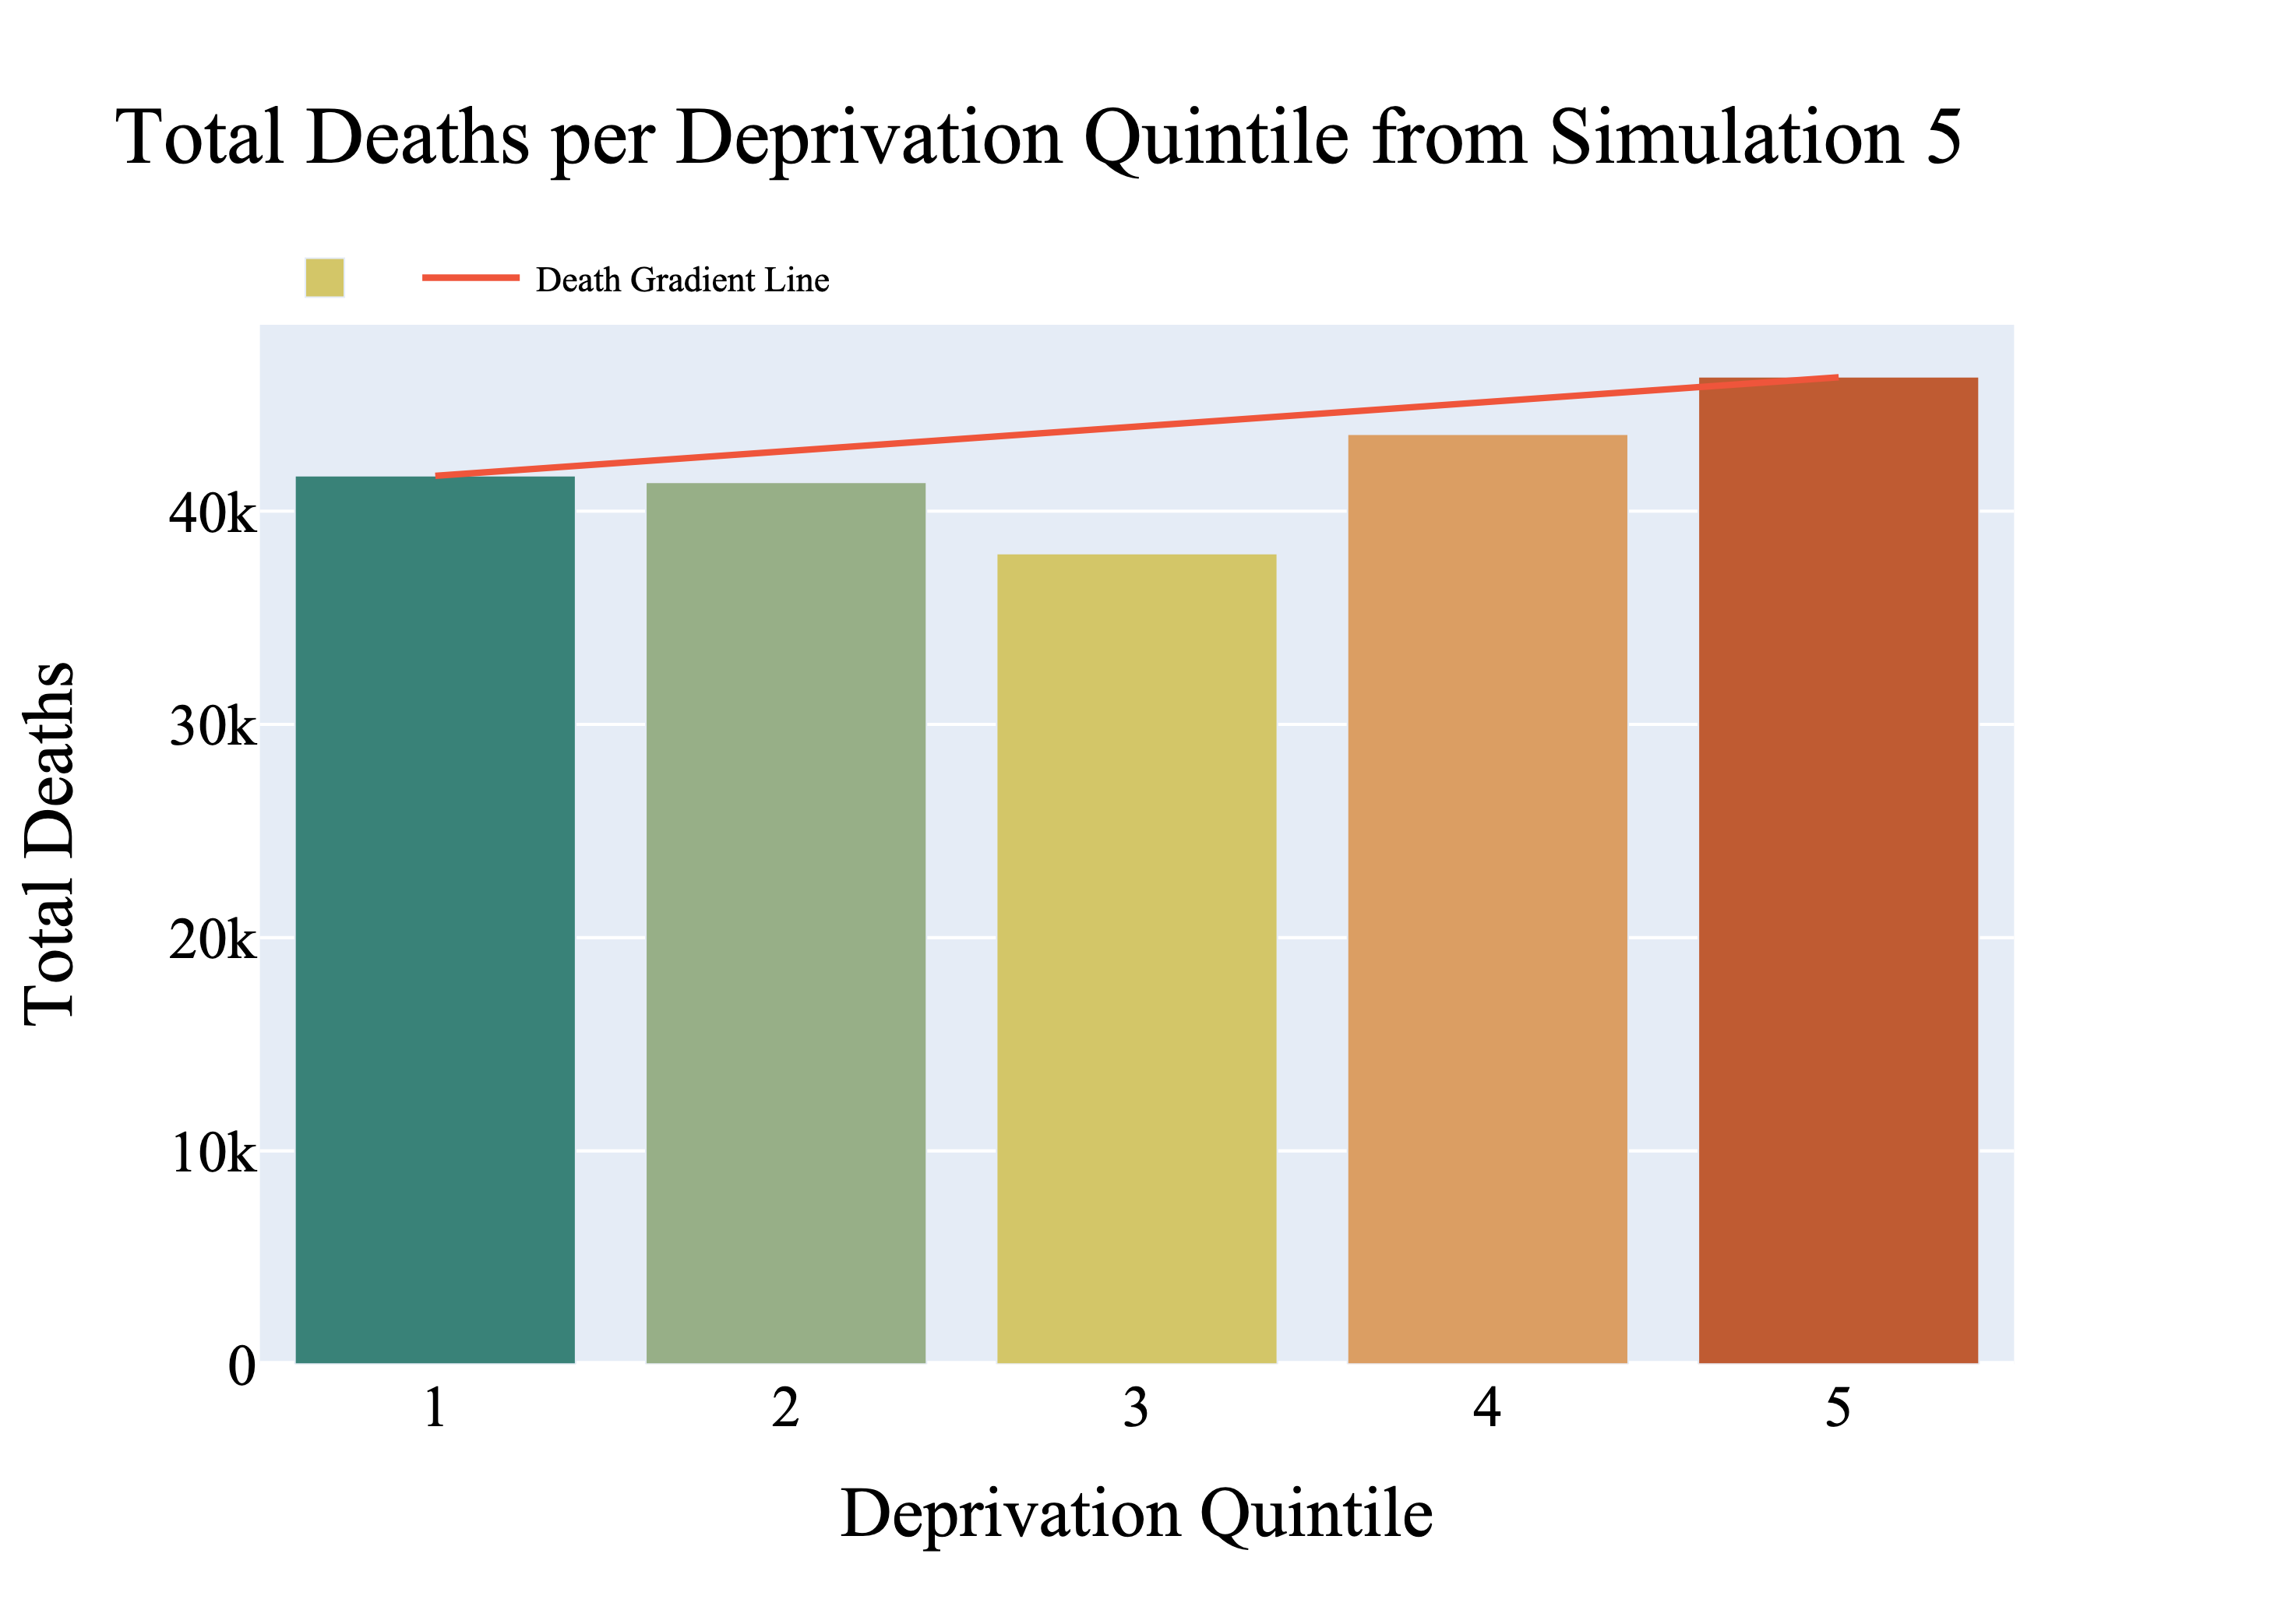 Total Deaths per Deprivation Quintile from Simulation 5
Death Gradient Line
Total Deaths
40k
30k
20k
10k
0
1 2 3 4 5
Deprivation Quintile